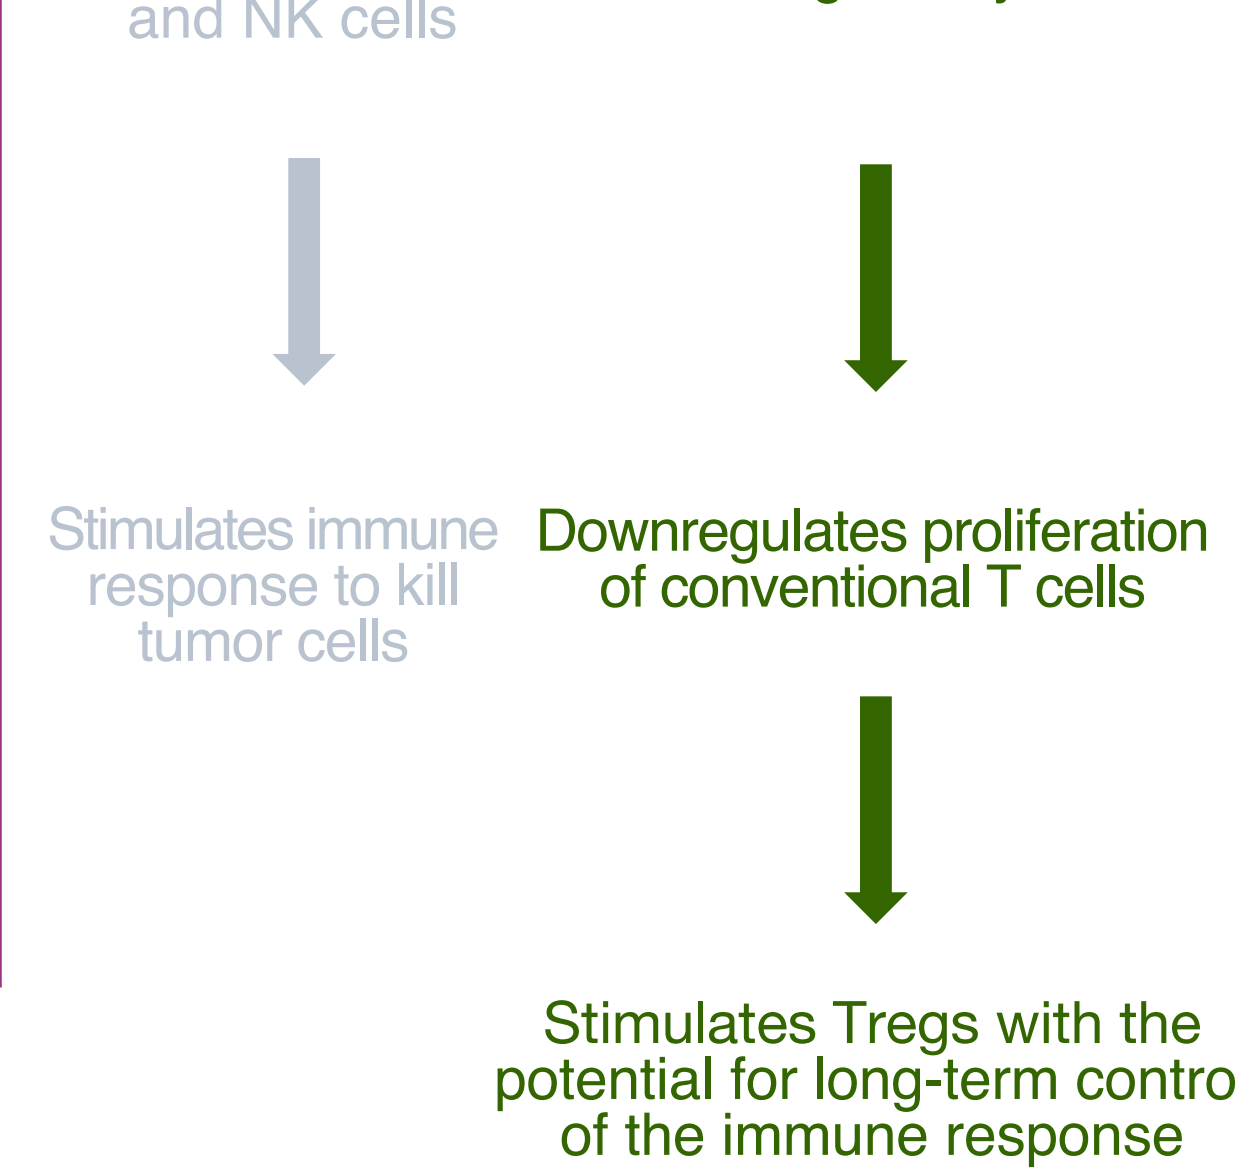 and NK cells
Stimulates immune
response to kill
tumor cells
Downregulates proliferation
of conventional T cells
Stimulates Tregs with the
potential for long-term contro
of the immune response